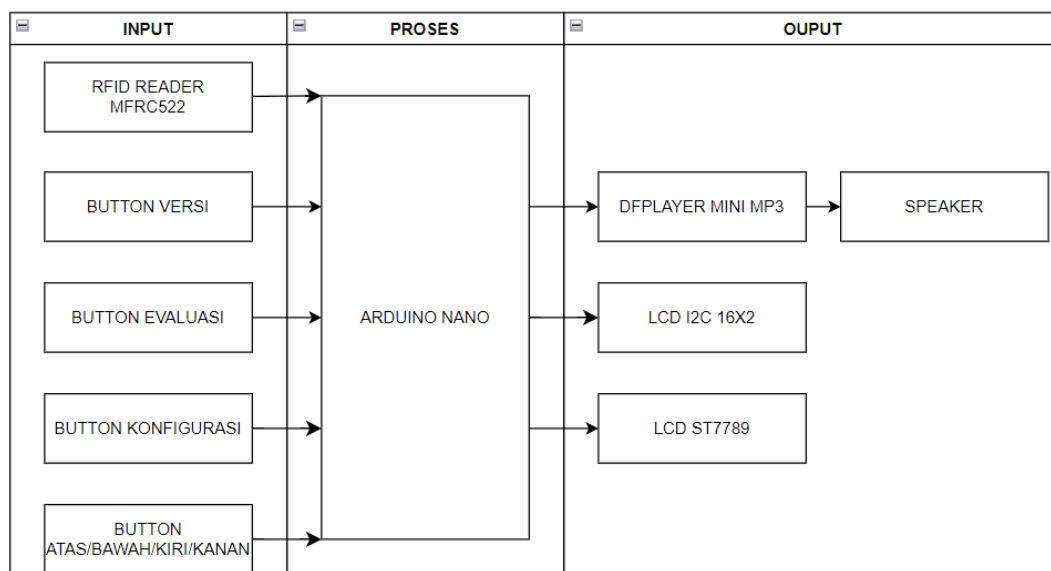 INPUT
PROSES
OUPUT
RFID READER
MFRC522
BUTTON VERSI
DFPLAYER MINI MP3
SPEAKER
BUTTON EVALUASI
ARDUINO NANO
LCD I2C 16X2
BUTTON KONFIGURASI
LCD ST7789
BUTTON
ATAS/BAWAH/KIRI/KANAN